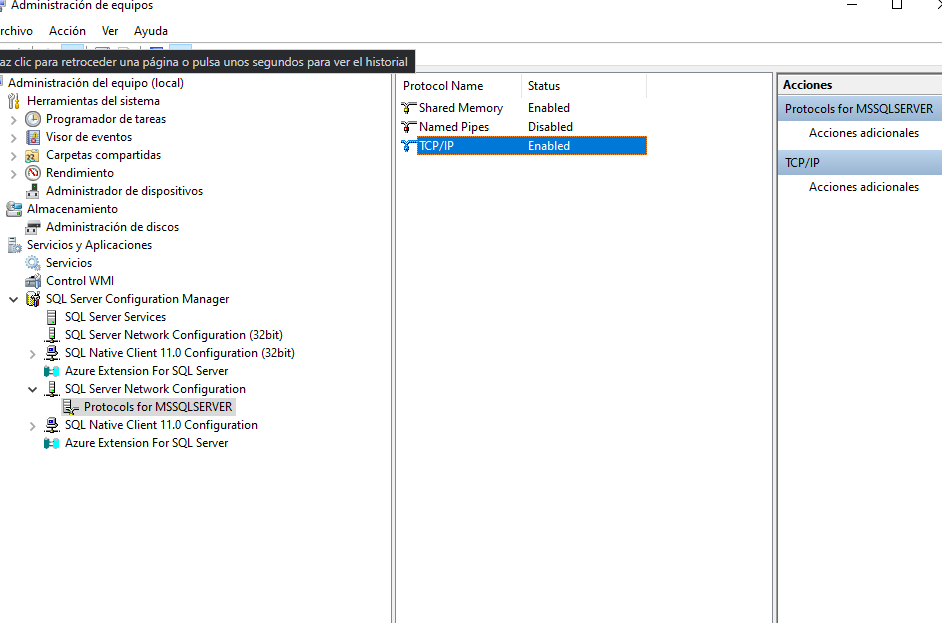 Administración de equipos
rchivo Acción Ver Ayuda
az clic para retroceder una página o pulsa unos segundos para ver el historial
Administración del equipo (local)
Herramientas del sistema
Programador de tareas
Visor de eventos
Carpetas compartidas
Rendimiento
Administrador de dispositivos
Almacenamiento
Administración de discos
Servicios y Aplicaciones
Servicios
Control WMI
SQL Server Configuration Manager
SQL Server Services
SQL Server Network Configuration (32bit)
SQL Native Client 11.0 Configuration (32bit)
Azure Extension For SQL Server
SQL Server Network Configuration
Protocols for MSSQLSERVER
SQL Native Client 11.0 Configuration
Azure Extension For SQL Server
Protocol Name Status
Shared Memory Enabled
Named Pipes Disabled
TCP/IP Enabled
Acciones
Protocols for MSSQLSERVER
Acciones adicionales
TCP/IP
Acciones adicionales